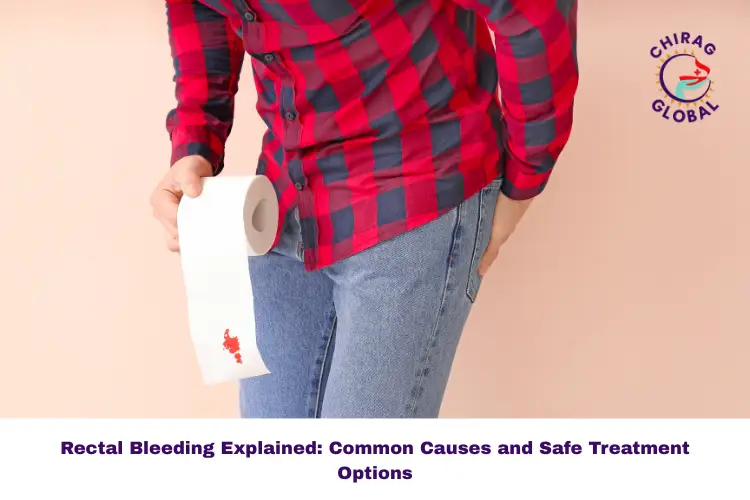 CHIRAG
GLOBAL
Rectal Bleeding Explained: Common Causes and Safe Treatment
Options